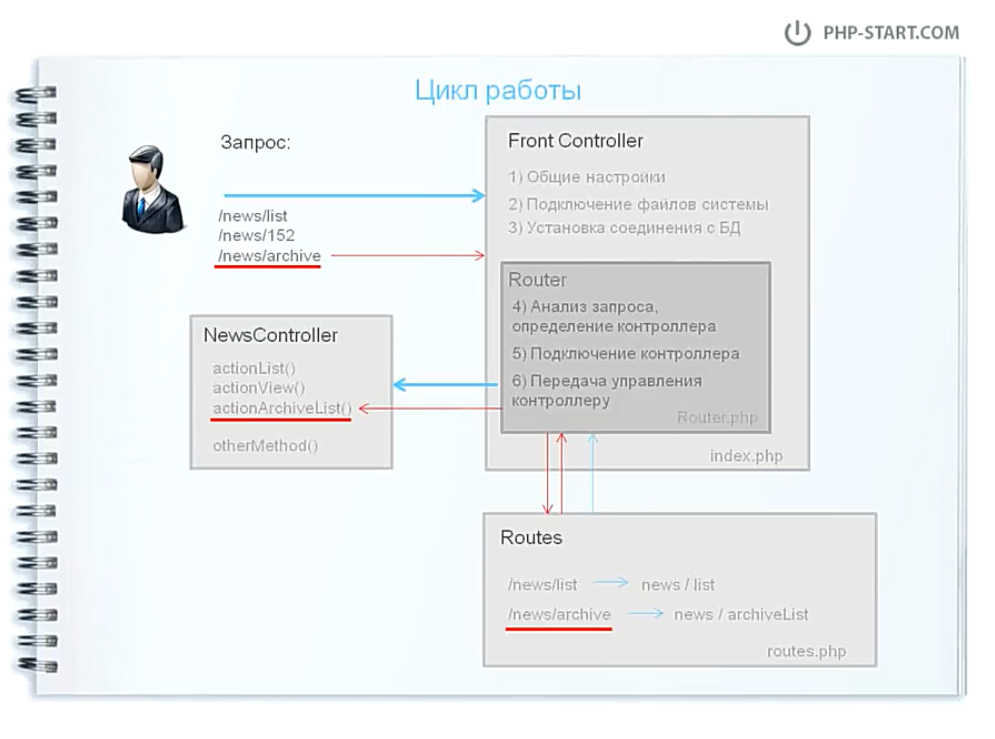 PHP-START.COM
Цикл работы
Запрос:
/news/list
/news/152
/news/archive
Front Controller
1) Общие настройки
2) Подключение файлов системы
3) Установка соединения с БД
Router
4) Анализ запроса,
определение контроллера
5) Подключение контроллера
6) Передача управления
контроллеру
Router.php
index.php
NewsController
actionList()
actionView()
actionArchiveList()
otherMethod()
Routes
/news/list news / list
/news/archive news / archiveList
routes.php